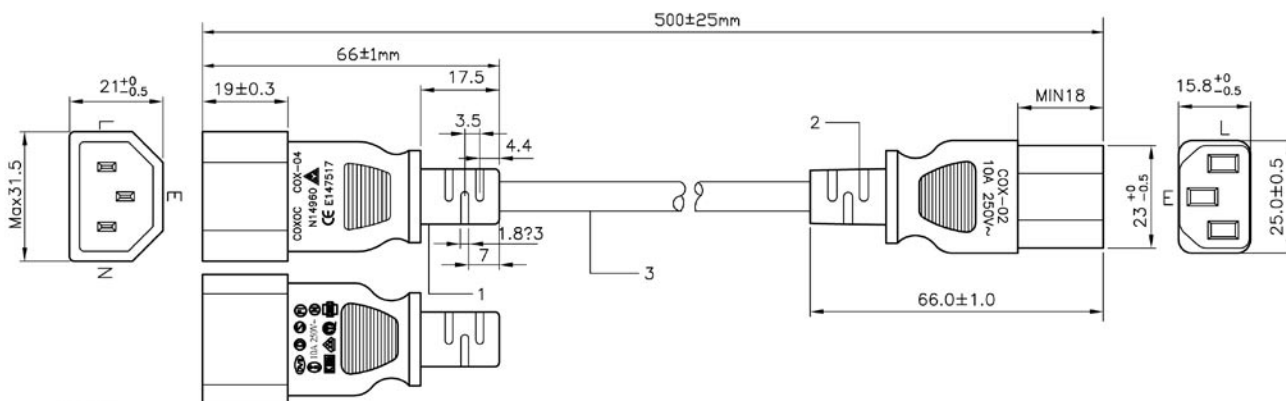 500±25mm
66±1mm
21 +0 -0.5
19±0.3
17.5
MIN18
15.8 +0 -0.5
3.5
4.4
2
L
L
Max31.5
E
N
COXOC COX-04
N14960
CE E147517
COX-02
10A 250V~
23 +0 -0.5
E
25.0±0.5
1.8?3
7
1
3
66.0±1.0
10A 250V~